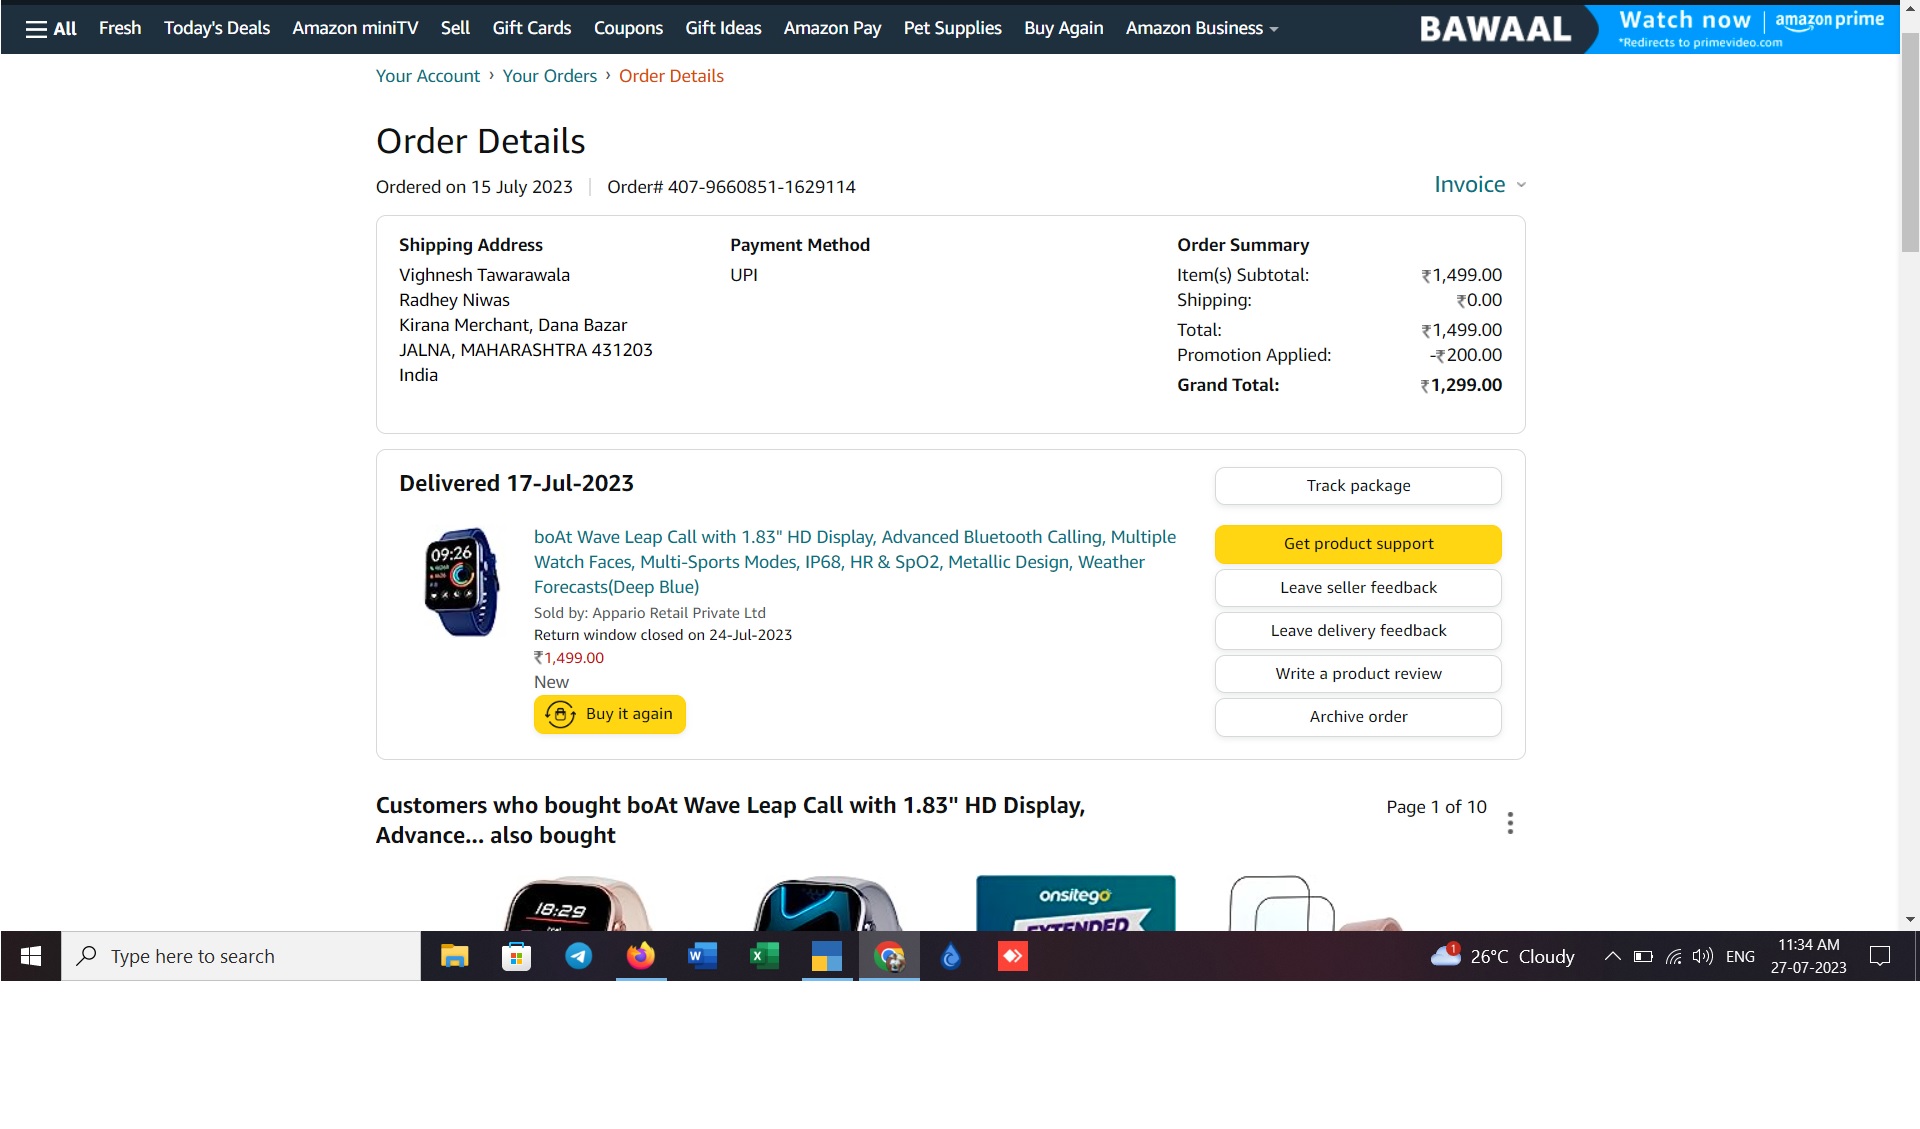 All Fresh Today's Deals Amazon miniTV Sell Gift Cards Coupons Gift Ideas Amazon Pay Pet Supplies Buy Again Amazon Business BAWAAL Watch now amazon prime
*Redirects to primevideo.com
Your Account › Your Orders › Order Details
Order Details
Ordered on 15 July 2023 Order# 407-9660851-1629114
Invoice
Shipping Address
Vighnesh Tawarawala
Radhey Niwas
Kirana Merchant, Dana Bazar
JALNA, MAHARASHTRA 431203
India
Payment Method
UPI
Order Summary
Item(s) Subtotal: ₹1,499.00
Shipping: ₹0.00
Total: ₹1,499.00
Promotion Applied: -₹200.00
Grand Total: ₹1,299.00
Delivered 17-Jul-2023
09:26
boAt Wave Leap Call with 1.83" HD Display, Advanced Bluetooth Calling, Multiple
Watch Faces, Multi-Sports Modes, IP68, HR & SpO2, Metallic Design, Weather
Forecasts(Deep Blue)
Sold by: Appario Retail Private Ltd
Return window closed on 24-Jul-2023
₹1,499.00
New
Buy it again
Track package
Get product support
Leave seller feedback
Leave delivery feedback
Write a product review
Archive order
Customers who bought boAt Wave Leap Call with 1.83" HD Display,
Advance... also bought
Page 1 of 10
18:29
onsitego
EXTENDED
Type here to search
1
26°C Cloudy
ENG
11:34 AM
27-07-2023